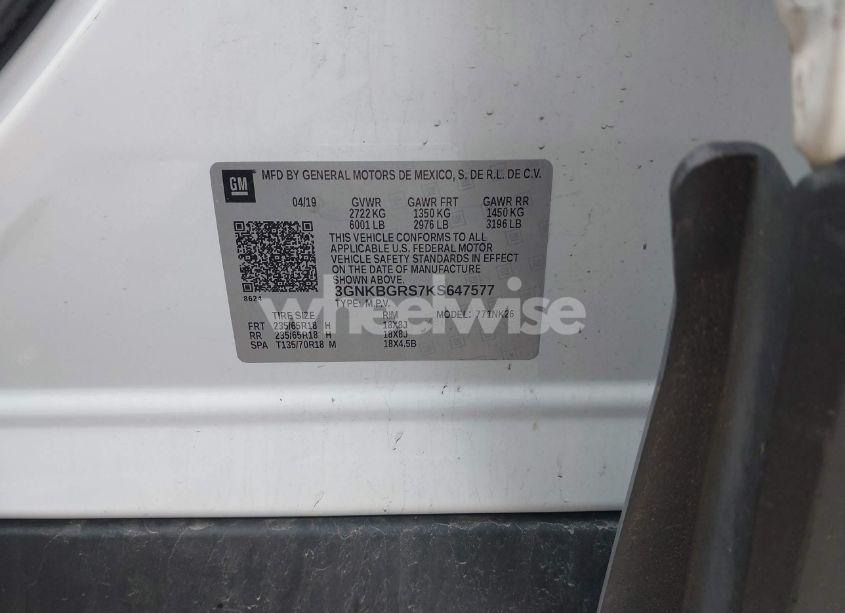 GM
MFD BY GENERAL MOTORS DE MEXICO, S. DE R.L. DE C.V.
04/19 GVWR GAWR FRT GAWR RR
2722 KG 1350 KG 1450 KG
6001 LB 2976 LB 3196 LB
THIS VEHICLE CONFORMS TO ALL
APPLICABLE U.S. FEDERAL MOTOR
VEHICLE SAFETY STANDARDS IN EFFECT
ON THE DATE OF MANUFACTURE
SHOWN ABOVE.
8624 3GNKBGRS7KS647577
TYPE: M.P.V.
TIRE SIZE RIM MODEL: 771NK26
FRT 235/65R18 H 18X8J
RR 235/65R18 H 18X8J
SPA T135/70R18 M 18X4.5B
wheelwise